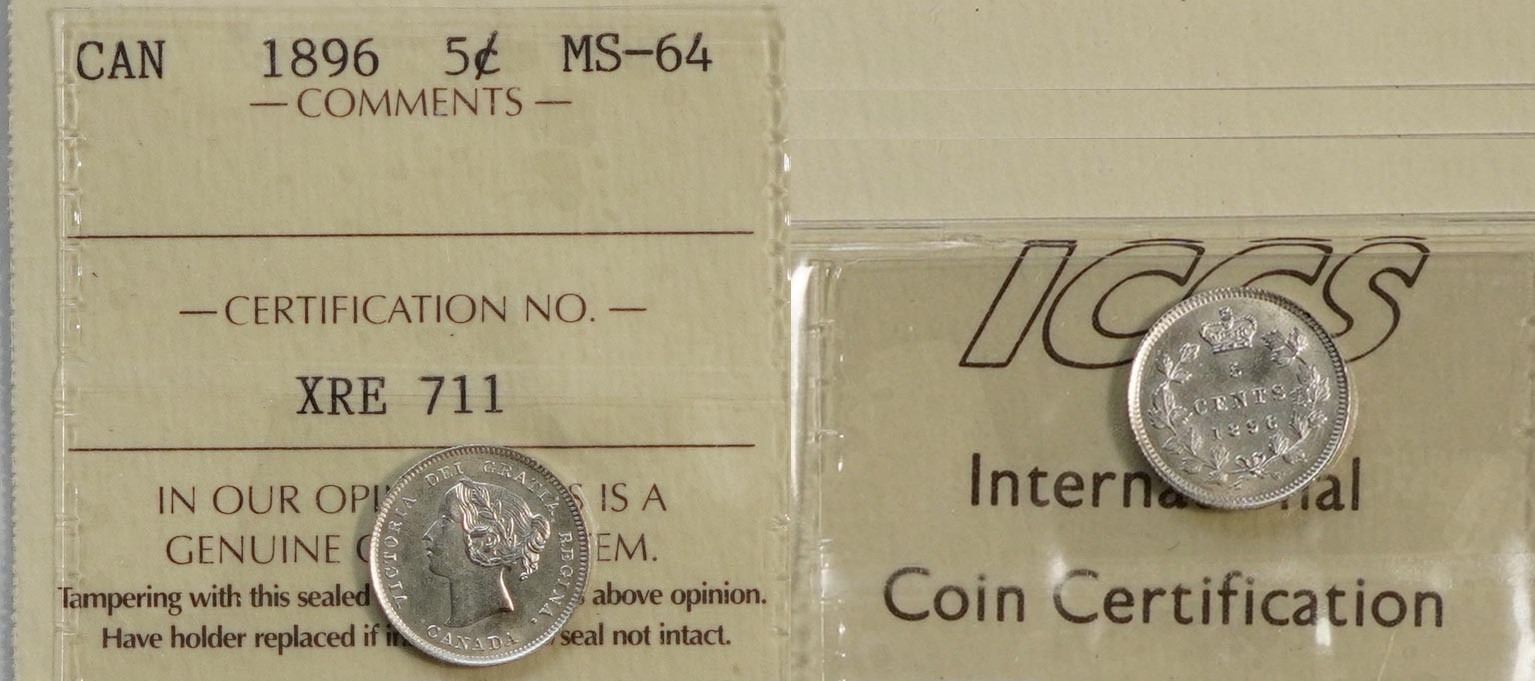 CAN 1896 5¢ MS-64
— COMMENTS —
— CERTIFICATION NO. —
XRE 711
IN OUR OPI S IS A
GENUINE C EM.
Tampering with this sealed above opinion.
Have holder replaced if in seal not intact.
VICTORIA DEI GRATIA REGINA.
CANADA
ICCS
5
CENTS
1896
Interna nal
Coin Certification